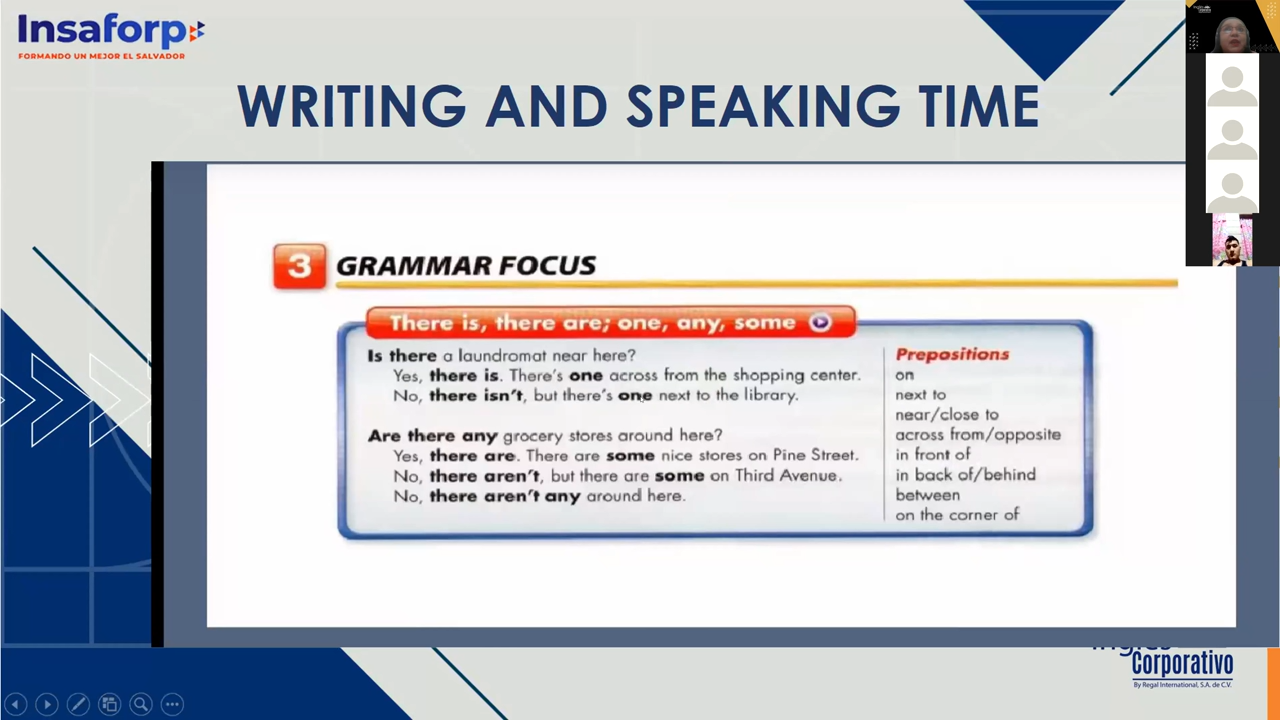 Insaforp
FORMANDO UN MEJOR EL SALVADOR
WRITING AND SPEAKING TIME
3 GRAMMAR FOCUS
There is, there are; one, any, some
Is there a laundromat near here?
Yes, there is. There's one across from the shopping center.
No, there isn't, but there's one next to the library.
Are there any grocery stores around here?
Yes, there are. There are some nice stores on Pine Street.
No, there aren't, but there are some on Third Avenue.
No, there aren't any around here.
Prepositions
on
next to
near/close to
across from/opposite
in front of
in back of/behind
between
on the corner of
Corporativo
By Regal International, S.A. de C.V.